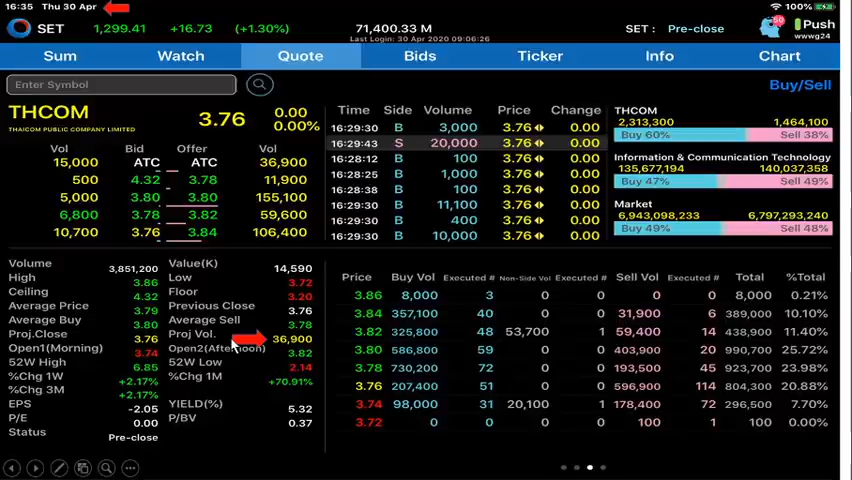 16:35 Thu 30 Apr 100%
SET 1,299.41 +16.73 (+1.30%) 71,400.33 M SET : Pre-close 50 Push
Last Login: 30 Apr 2020 09:06:26 wwwg24
Sum Watch Quote Bids Ticker Info Chart
Enter Symbol Buy/Sell
THCOM 3.76 0.00
THAICOM PUBLIC COMPANY LIMITED 0.00%
Vol Bid Offer Vol
15,000 ATC ATC 36,900
500 4.32 3.78 11,900
5,000 3.80 3.80 155,100
6,800 3.78 3.82 59,600
10,700 3.76 3.84 106,400
Time Side Volume Price Change
16:29:30 B 3,000 3.76 0.00
16:29:43 S 20,000 3.76 0.00
16:28:12 B 100 3.76 0.00
16:28:25 B 1,000 3.76 0.00
16:28:38 B 100 3.76 0.00
16:29:30 B 11,100 3.76 0.00
16:29:30 B 400 3.76 0.00
16:29:30 B 10,000 3.76 0.00
THCOM
2,313,300 1,464,100
Buy 60% Sell 38%
Information & Communication Technology
135,677,194 140,037,358
Buy 47% Sell 49%
Market
6,943,098,233 6,797,293,240
Buy 49% Sell 48%
Volume 3,851,200 Value(K) 14,590
High 3.86 Low 3.72
Ceiling 4.32 Floor 3.20
Average Price 3.79 Previous Close 3.76
Average Buy 3.80 Average Sell 3.78
Proj.Close 3.76 Proj Vol. 36,900
Open1(Morning) 3.74 Open2(Afternoon) 3.82
52W High 6.85 52W Low 2.14
%Chg 1W +2.17% %Chg 1M +70.91%
%Chg 3M +2.17%
EPS -2.05 YIELD(%) 5.32
P/E 0.00 P/BV 0.37
Status Pre-close
Price Buy Vol Executed # Non-Side Vol Executed # Sell Vol Executed # Total %Total
3.86 8,000 3 0 0 0 0 8,000 0.21%
3.84 357,100 40 0 0 31,900 6 389,000 10.10%
3.82 325,800 48 53,700 1 59,400 14 438,900 11.40%
3.80 586,800 59 0 0 403,900 20 990,700 25.72%
3.78 730,200 72 0 0 193,500 45 923,700 23.98%
3.76 207,400 51 0 0 596,900 114 804,300 20.88%
3.74 98,000 31 20,100 1 178,400 72 296,500 7.70%
3.72 0 0 0 0 100 1 100 0.00%